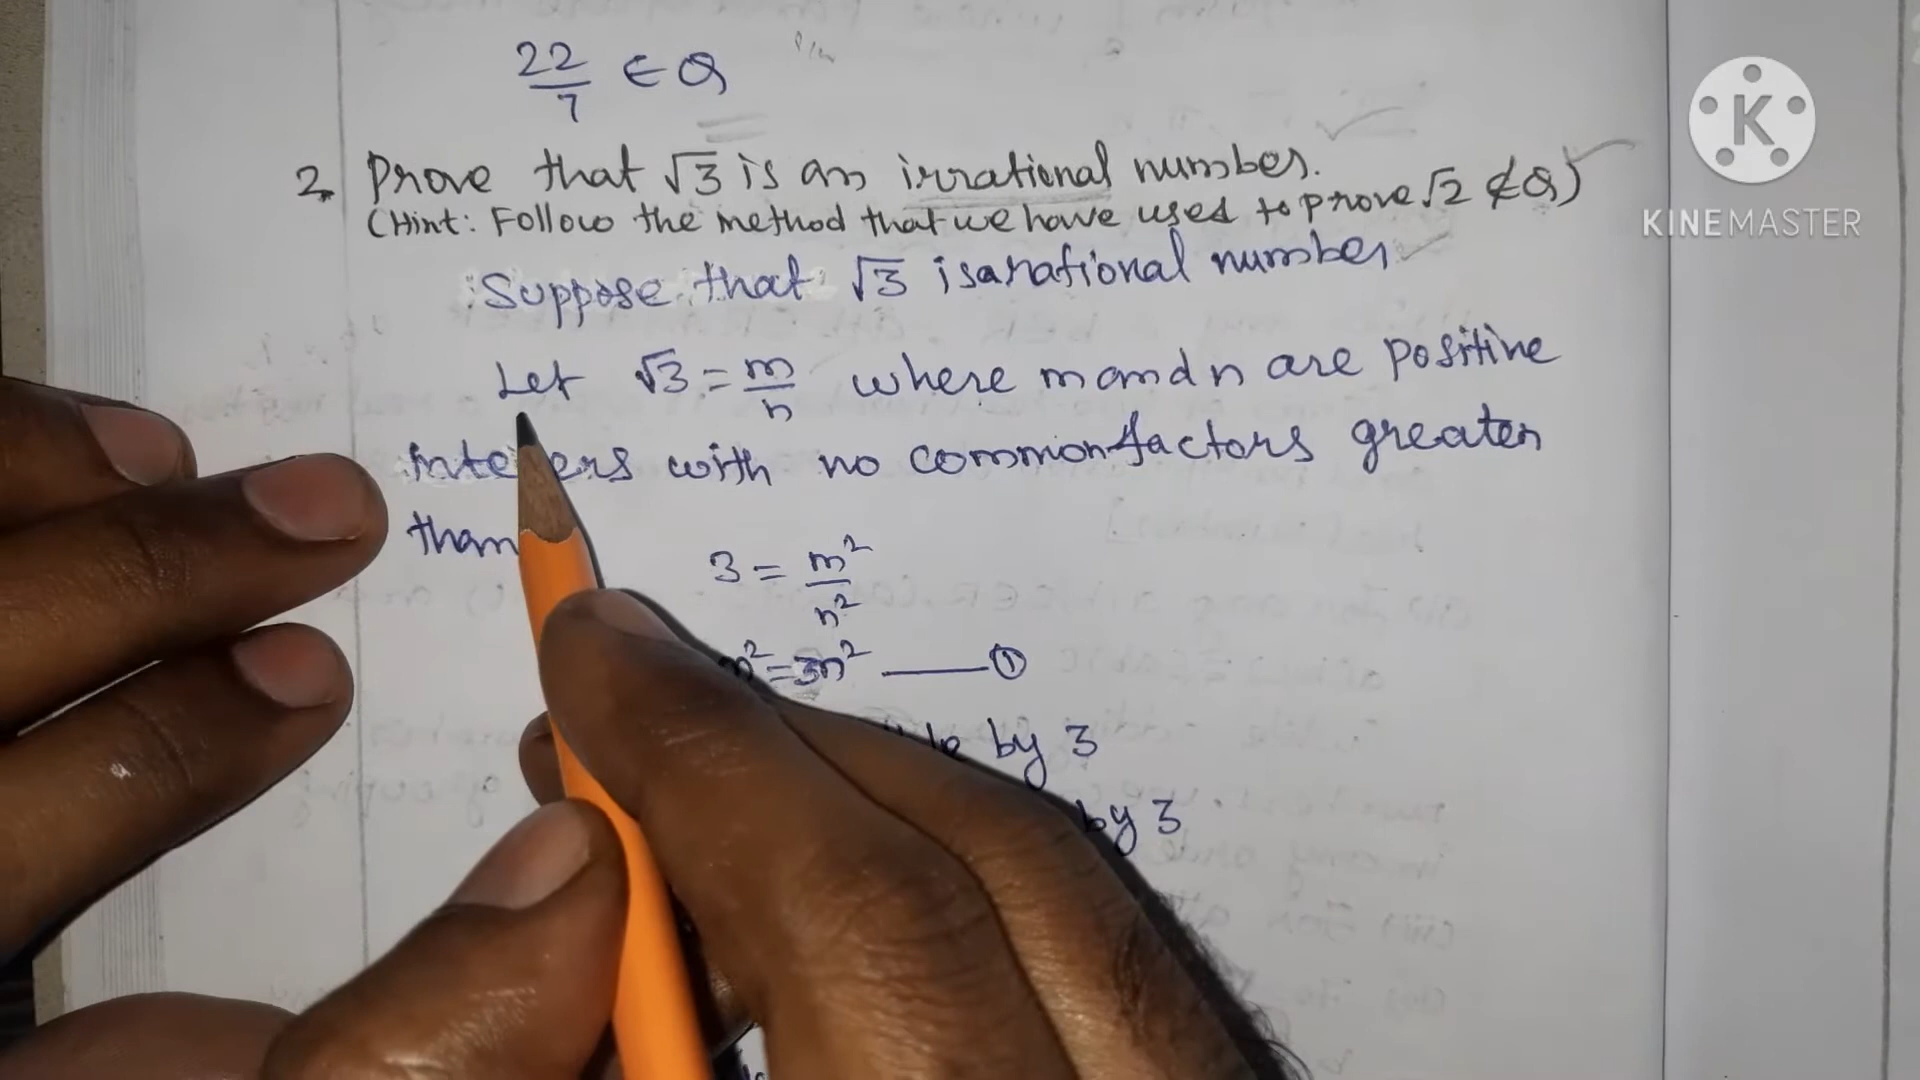 22/7 ∈ Q
2. Prove that √3 is an irrational number.
(Hint: Follow the method that we have used to prove √2 ∉ Q)
Suppose that √3 is a rational number
Let √3 = m/n where m and n are positive
with no common factors greater
than
3 = m²/n²
m² = 3n² —— ①
by 3
by 3
K
KINEMASTER